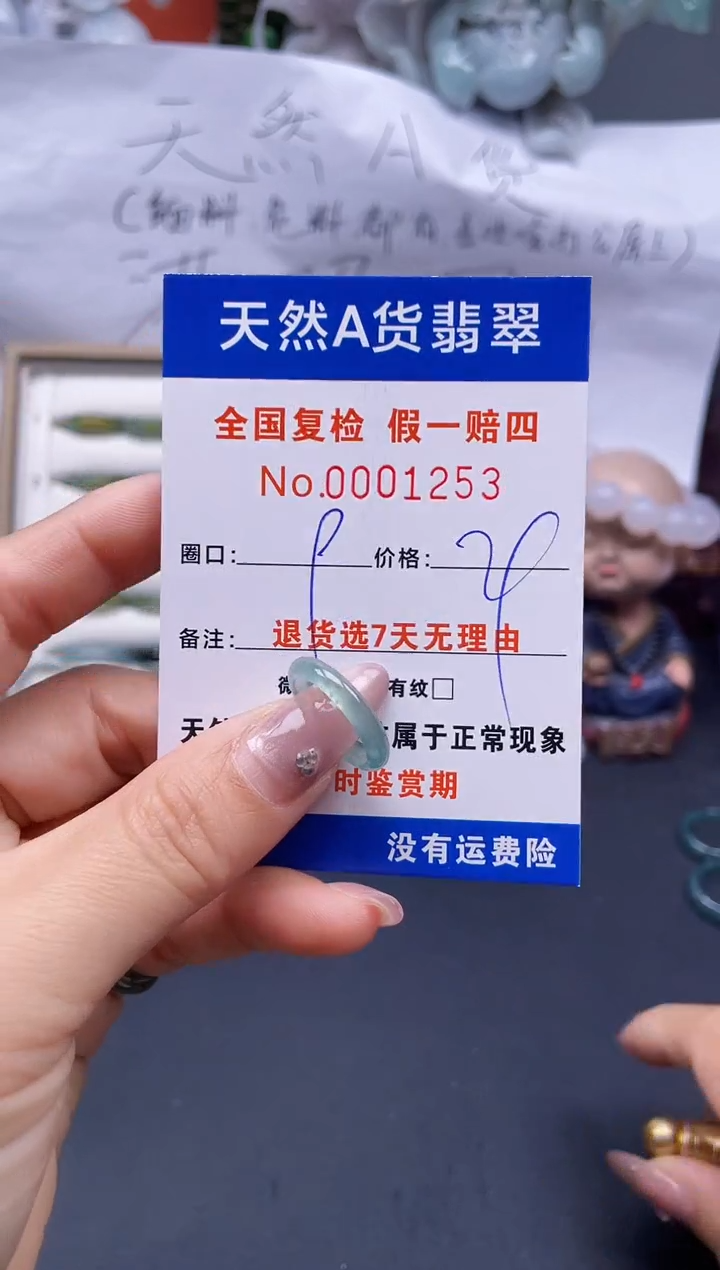 天然A货
天然A货翡翠
全国复检 假一赔四
No.0001253
圈口: 价格:
备注: 退货选7天无理由
微 有纹□
天 属于正常现象
时鉴赏期
没有运费险